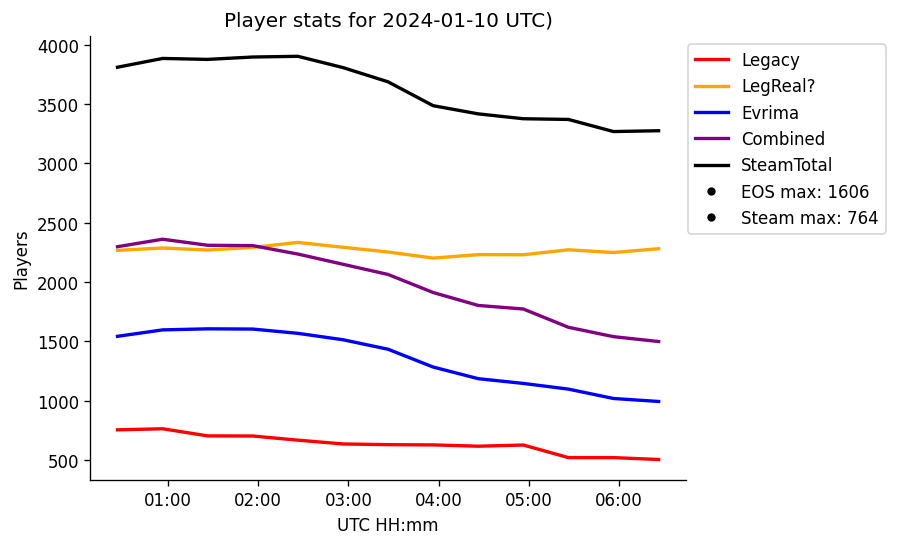 Player stats for 2024-01-10 UTC)
4000
3500
3000
2500
2000
1500
1000
500
Players
01:00 02:00 03:00 04:00 05:00 06:00
UTC HH:mm
Legacy
LegReal?
Evrima
Combined
SteamTotal
EOS max: 1606
Steam max: 764